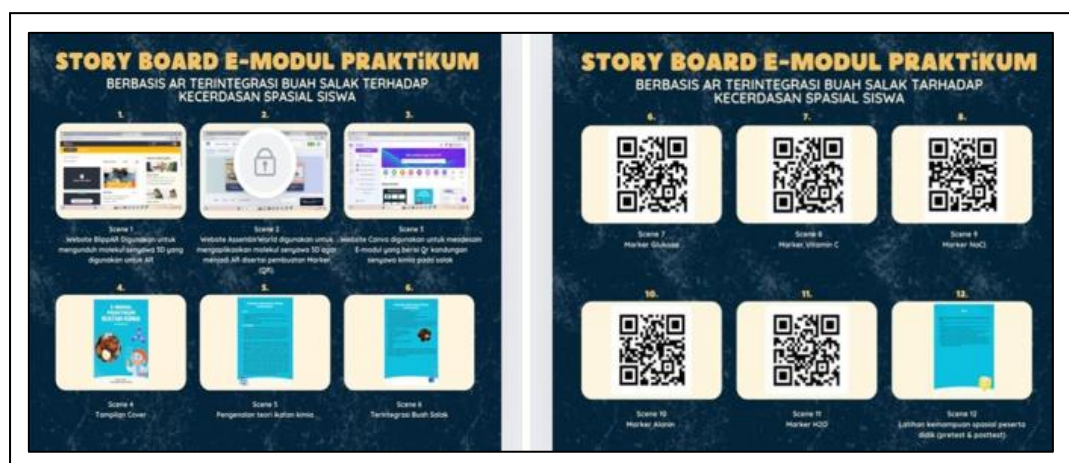 STORY BOARD E-MODUL PRAKTiKUM
BERBASIS AR TERINTEGRASI BUAH SALAK TERHADAP
KECERDASAN SPASIAL SISWA
1.
2.
3.
Scene 1
Website BlippAR Digunakan untuk
mengunduh molekul senyawa 3D yang
digunakan untuk AR
Scene 2
Website AssemblrWorld digunakan untuk
mengaplikasikan molekul senyawa 3D agar
menjadi AR disertai pembuatan Marker
(QR)
Scene 3
Website Canva digunakan untuk mendesain
E-modul yang berisi Qr kandungan
senyawa kimia pada salak
4.
5.
6.
E-MODUL
PRAKTIKUM
IKATAN KIMIA
Scene 4
Tampilan Cover
Scene 5
Pengenalan teori ikatan kimia
Scene 6
Terintegrasi Buah Salak
STORY BOARD E-MODUL PRAKTiKUM
BERBASIS AR TERINTEGRASI BUAH SALAK TARHADAP
KECERDASAN SPASIAL SISWA
6.
7.
8.
Scene 7
Marker Glukosa
Scene 8
Marker Vitamin C
Scene 9
Marker NaCl
10.
11.
12.
Scene 10
Marker Alanin
Scene 11
Marker H2O
Scene 12
Latihan kemampuan spasial peserta
didik (pretest & posttest)